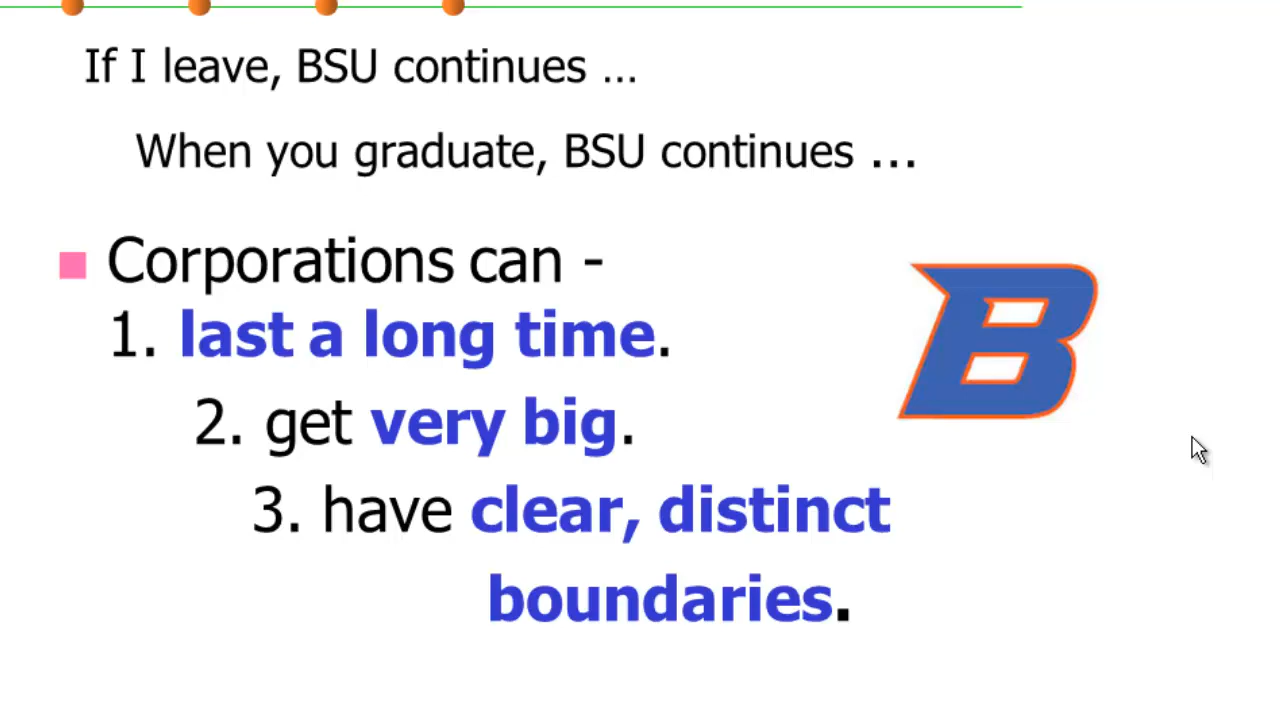 If I leave, BSU continues …
When you graduate, BSU continues …
Corporations can -
1. last a long time.
2. get very big.
B
3. have clear, distinct
boundaries.